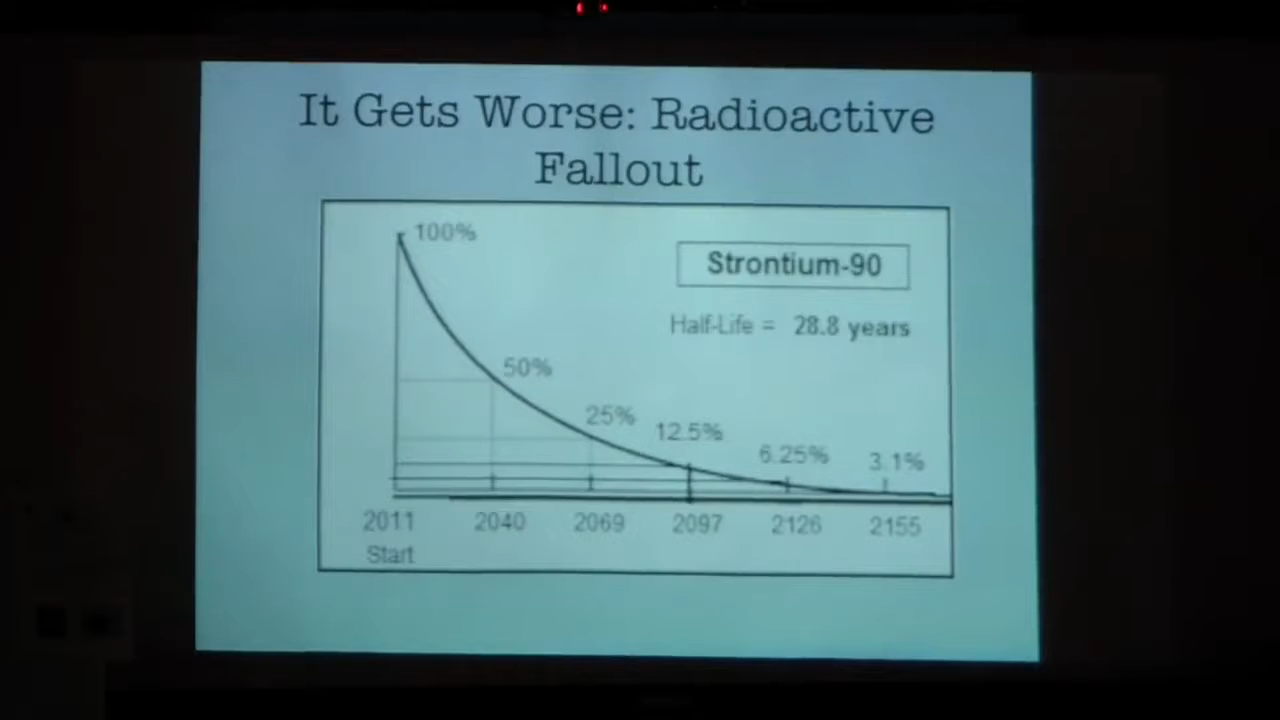 It Gets Worse: Radioactive
Fallout
100%
Strontium-90
Half-Life = 28.8 years
50%
25%
12.5%
6.25%
3.1%
2011 2040 2069 2097 2126 2155
Start